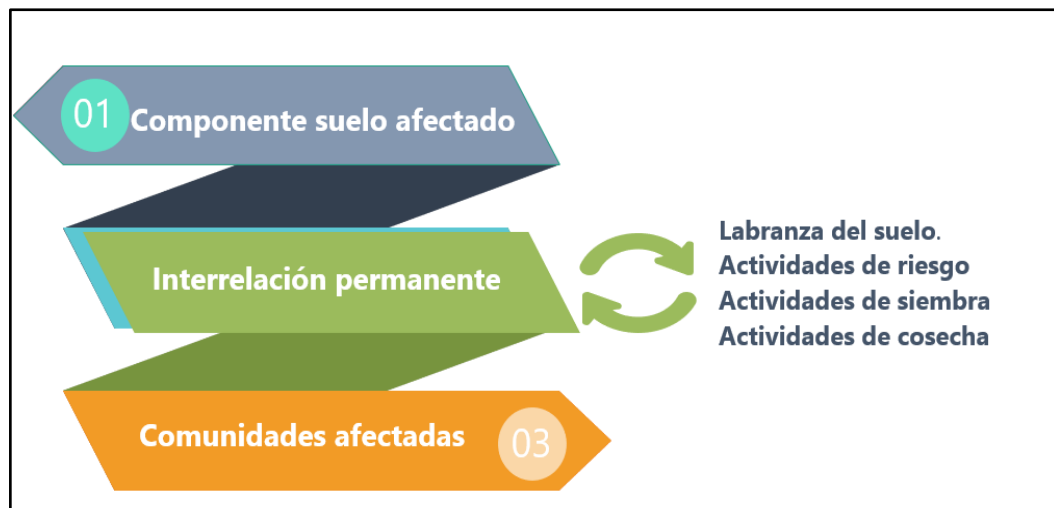 01 Componente suelo afectado
Interrelación permanente
Labranza del suelo.
Actividades de riesgo
Actividades de siembra
Actividades de cosecha
Comunidades afectadas 03